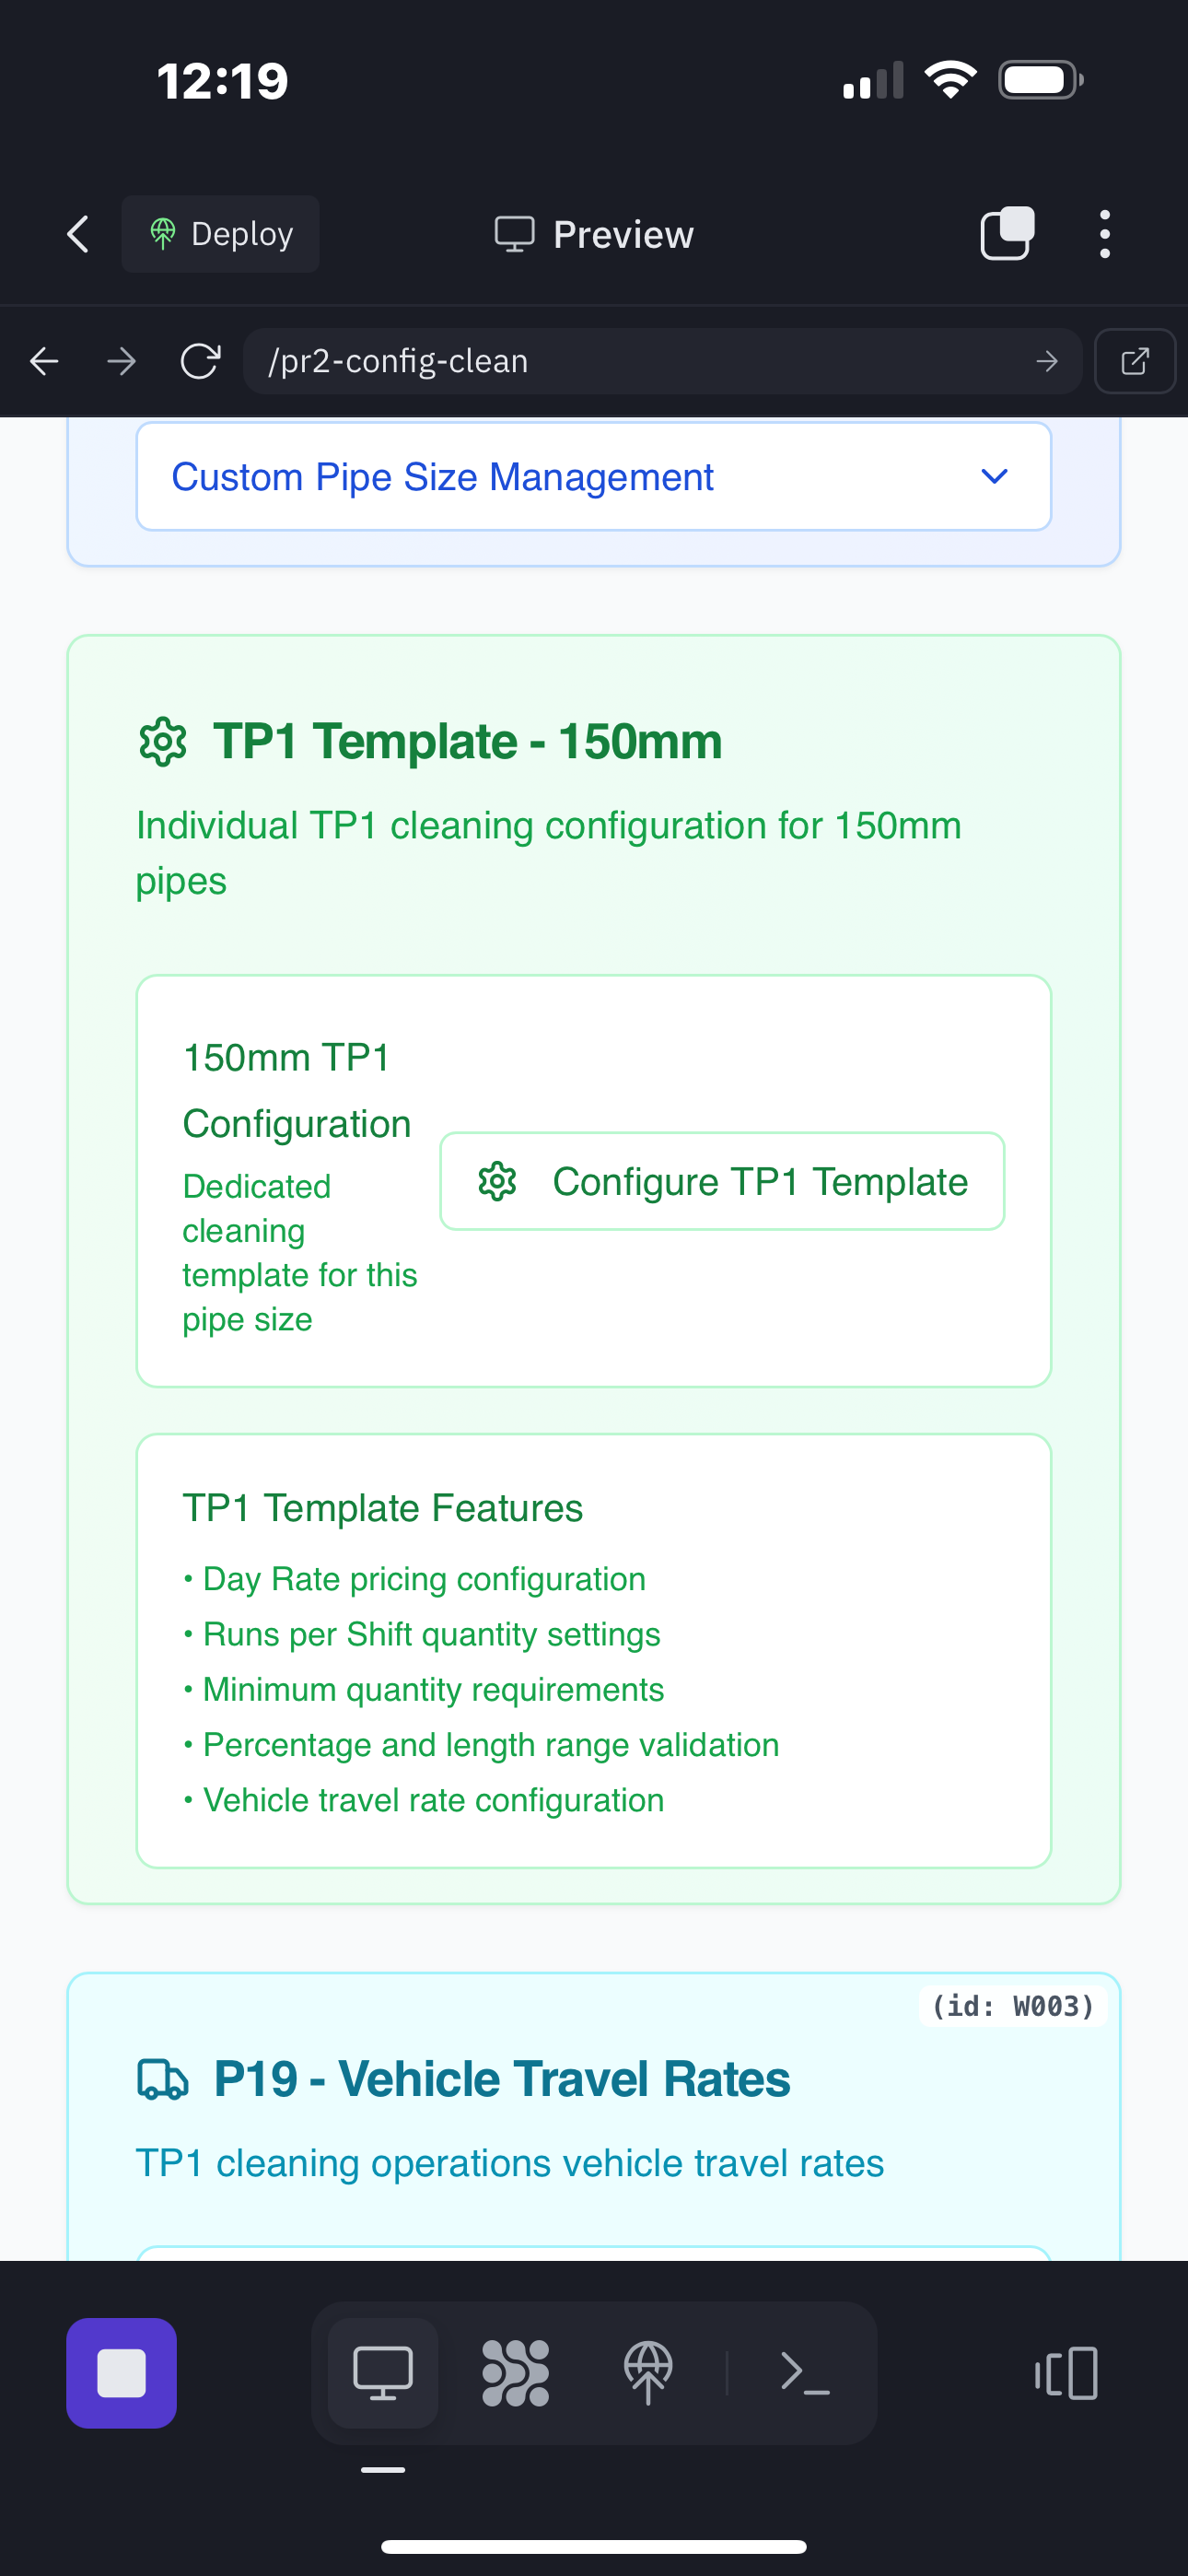 12:19
Deploy
Preview
/pr2-config-clean
Custom Pipe Size Management
TP1 Template - 150mm
Individual TP1 cleaning configuration for 150mm
pipes
150mm TP1
Configuration
Dedicated
cleaning
template for this
pipe size
Configure TP1 Template
TP1 Template Features
• Day Rate pricing configuration
• Runs per Shift quantity settings
• Minimum quantity requirements
• Percentage and length range validation
• Vehicle travel rate configuration
(id: W003)
P19 - Vehicle Travel Rates
TP1 cleaning operations vehicle travel rates